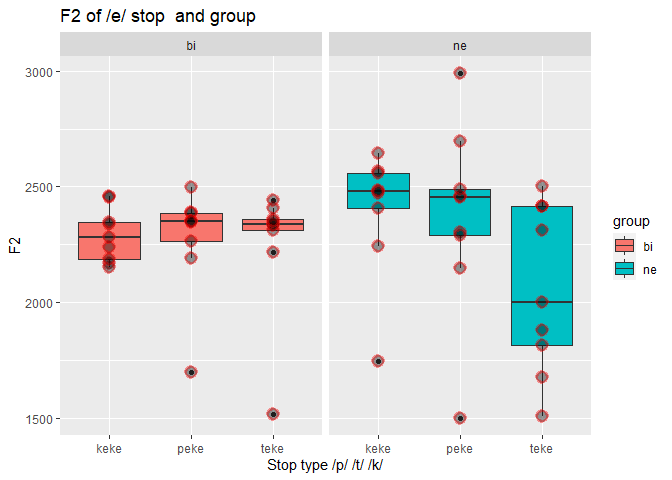 F2 of /e/ stop  and group
bi
ne
3000
2500
2000
1500
F2
keke
peke
teke
keke
peke
teke
Stop type /p/ /t/ /k/
group
bi
ne